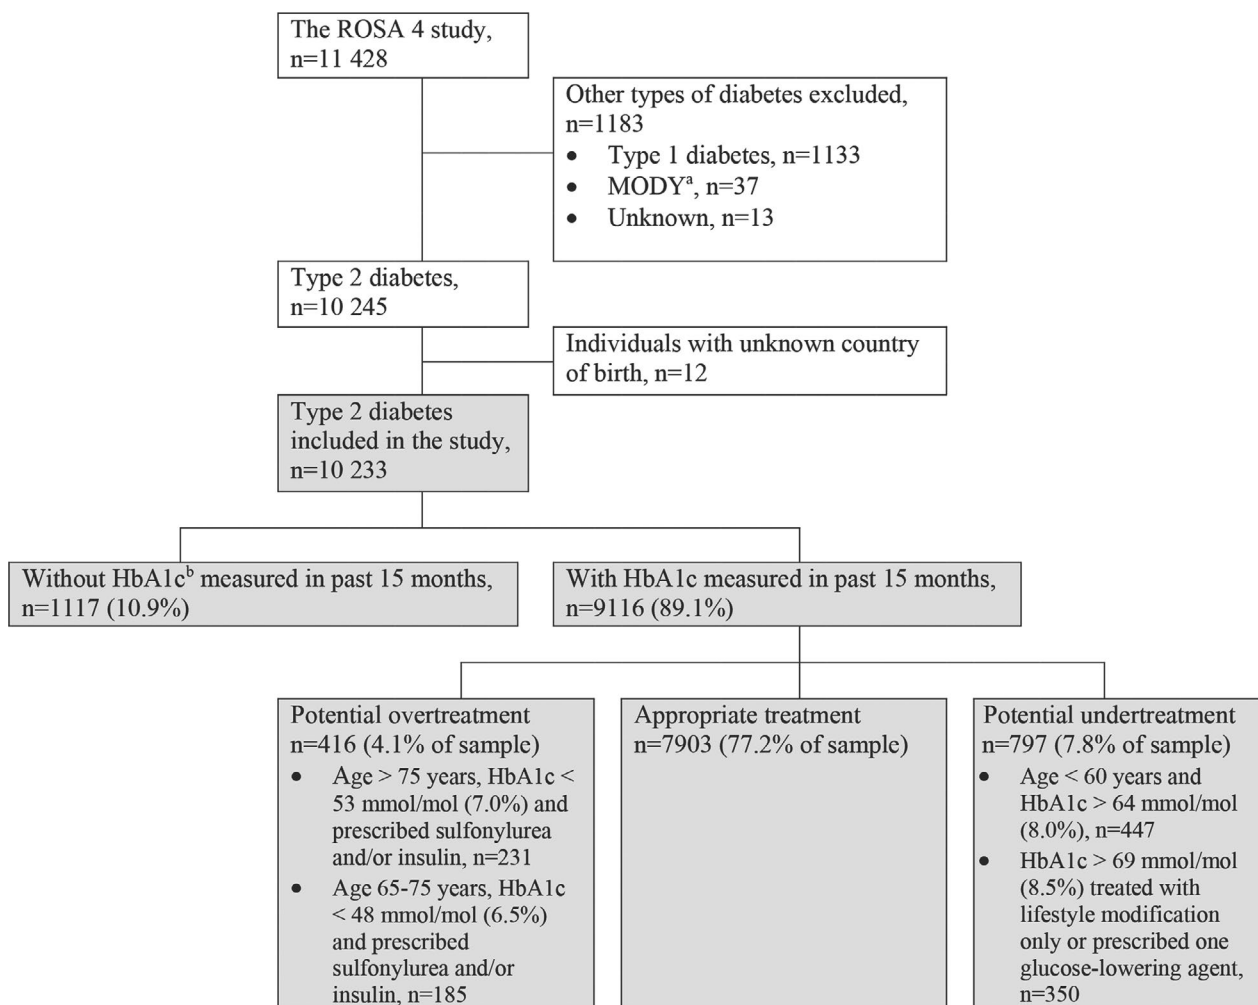 The ROSA 4 study,
n=11 428
Other types of diabetes excluded,
n=1183
• Type 1 diabetes, n=1133
• MODYᵃ, n=37
• Unknown, n=13
Type 2 diabetes,
n=10 245
Individuals with unknown country
of birth, n=12
Type 2 diabetes
included in the study,
n=10 233
Without HbA1cᵇ measured in past 15 months,
n=1117 (10.9%)
With HbA1c measured in past 15 months,
n=9116 (89.1%)
Potential overtreatment
n=416 (4.1% of sample)
• Age > 75 years, HbA1c <
53 mmol/mol (7.0%) and
prescribed sulfonylurea
and/or insulin, n=231
• Age 65-75 years, HbA1c
< 48 mmol/mol (6.5%)
and prescribed
sulfonylurea and/or
insulin, n=185
Appropriate treatment
n=7903 (77.2% of sample)
Potential undertreatment
n=797 (7.8% of sample)
• Age < 60 years and
HbA1c > 64 mmol/mol
(8.0%), n=447
• HbA1c > 69 mmol/mol
(8.5%) treated with
lifestyle modification
only or prescribed one
glucose-lowering agent,
n=350